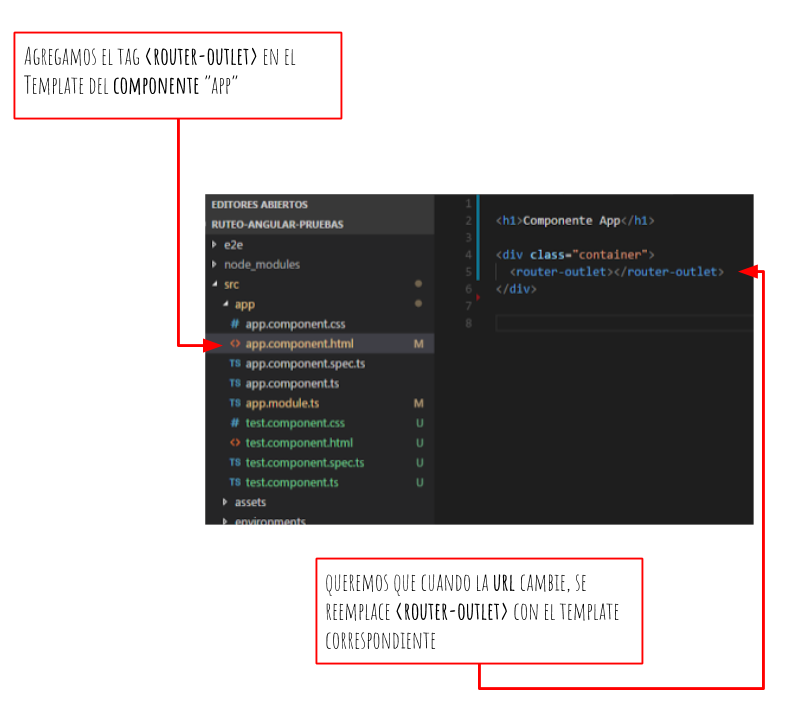 Agregamos el tag <router-outlet> en el
Template del componente "app"
EDITORES ABIERTOS
RUTEO-ANGULAR-PRUEBAS
e2e
node_modules
src
app
# app.component.css
<> app.component.html M
TS app.component.spec.ts
TS app.component.ts
TS app.module.ts M
# test.component.css U
<> test.component.html U
TS test.component.spec.ts U
TS test.component.ts U
assets
environments
1
2 <h1>Componente App</h1>
3
4 <div class="container">
5 <router-outlet></router-outlet>
6 </div>
7
8
queremos que cuando la url cambie, se
reemplace <router-outlet> con el template
correspondiente